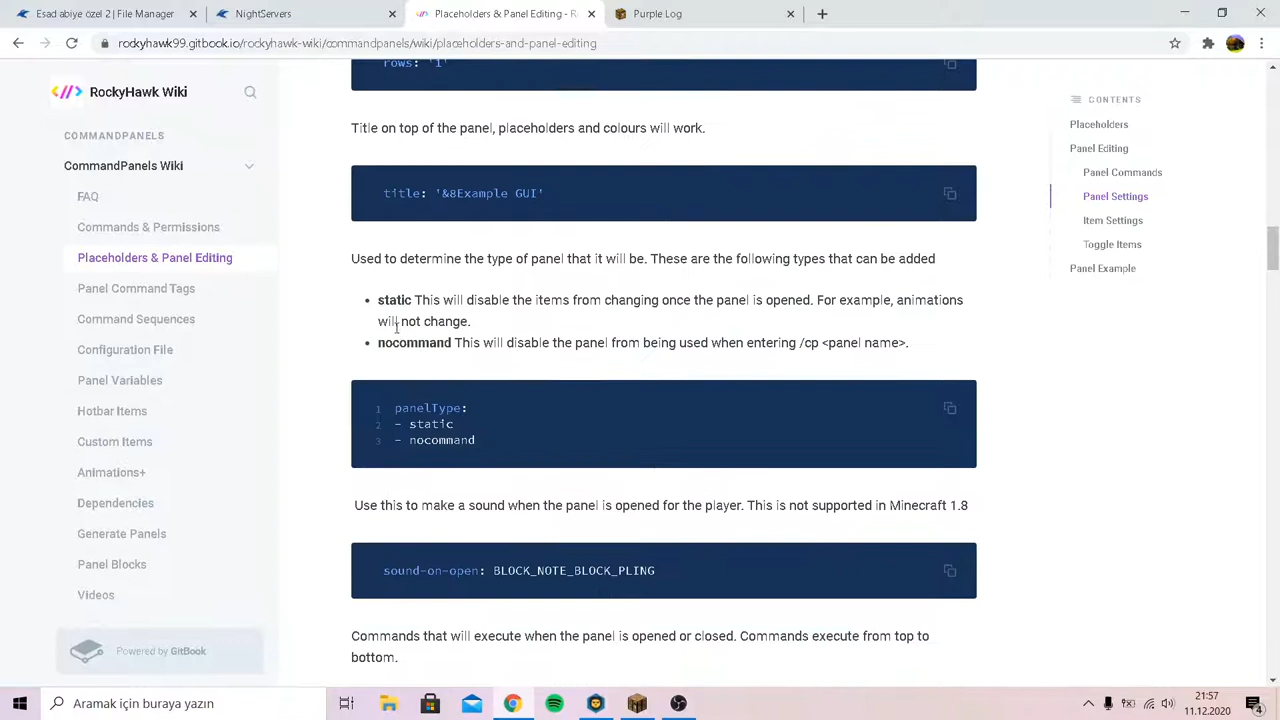 Esad abiye özel 2 - Job Servers
NightServers
Placeholders & Panel Editing - R
Purple Log
rockyhawk99.gitbook.io/rockyhawk-wiki/commandpanels/wiki/placeholders-and-panel-editing
RockyHawk Wiki
COMMANDPANELS
CommandPanels Wiki
FAQ
Commands & Permissions
Placeholders & Panel Editing
Panel Command Tags
Command Sequences
Configuration File
Panel Variables
Hotbar Items
Custom Items
Animations+
Dependencies
Generate Panels
Panel Blocks
Videos
Powered by GitBook
rows: '1'
Title on top of the panel, placeholders and colours will work.
title: '&8Example GUI'
Used to determine the type of panel that it will be. These are the following types that can be added
• static This will disable the items from changing once the panel is opened. For example, animations
will not change.
• nocommand This will disable the panel from being used when entering /cp <panel name>.
1 panelType:
2 - static
3 - nocommand
Use this to make a sound when the panel is opened for the player. This is not supported in Minecraft 1.8
sound-on-open: BLOCK_NOTE_BLOCK_PLING
Commands that will execute when the panel is opened or closed. Commands execute from top to
bottom.
CONTENTS
Placeholders
Panel Editing
Panel Commands
Panel Settings
Item Settings
Toggle Items
Panel Example
Aramak için buraya yazın
21:57
11.12.2020
4